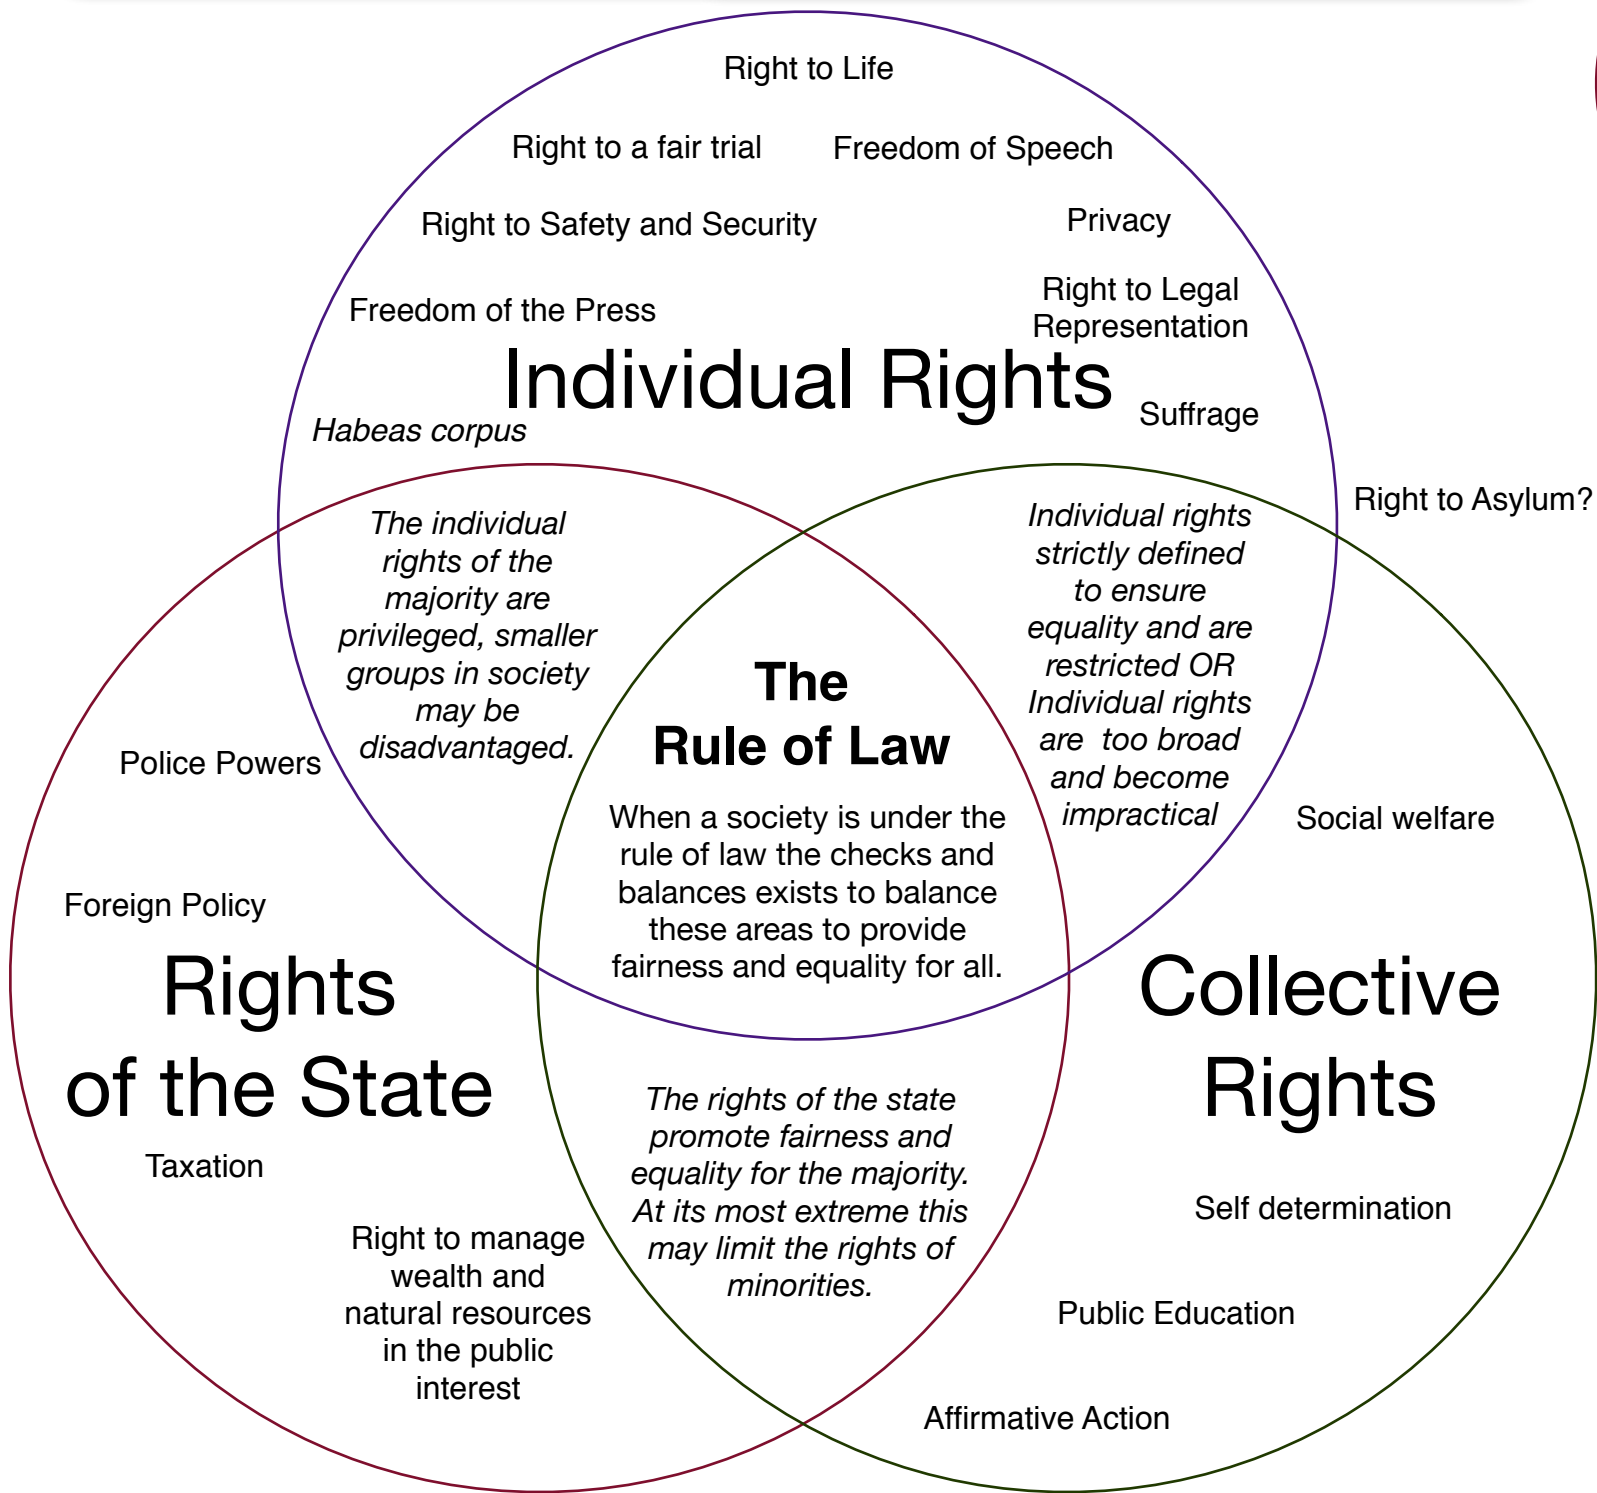 Right to Life
Right to a fair trial
Freedom of Speech
Right to Safety and Security
Privacy
Freedom of the Press
Right to Legal
Representation
Individual Rights
Suffrage
Habeas corpus
Right to Asylum?
The individual
rights of the
majority are
privileged, smaller
groups in society
may be
disadvantaged.
Individual rights
strictly defined
to ensure
equality and are
restricted OR
Individual rights
are too broad
and become
impractical
The
Rule of Law
When a society is under the
rule of law the checks and
balances exists to balance
these areas to provide
fairness and equality for all.
Police Powers
Foreign Policy
Rights
of the State
Taxation
Right to manage
wealth and
natural resources
in the public
interest
The rights of the state
promote fairness and
equality for the majority.
At its most extreme this
may limit the rights of
minorities.
Social welfare
Collective
Rights
Self determination
Public Education
Affirmative Action